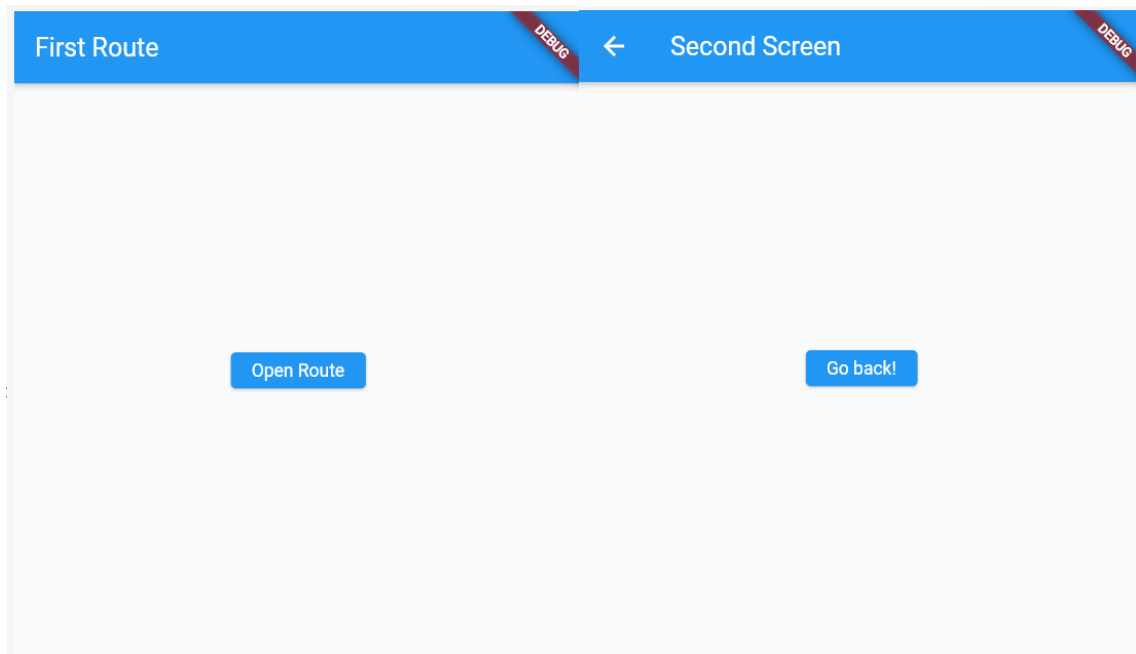 First Route
DEBUG
Open Route
Second Screen
DEBUG
Go back!